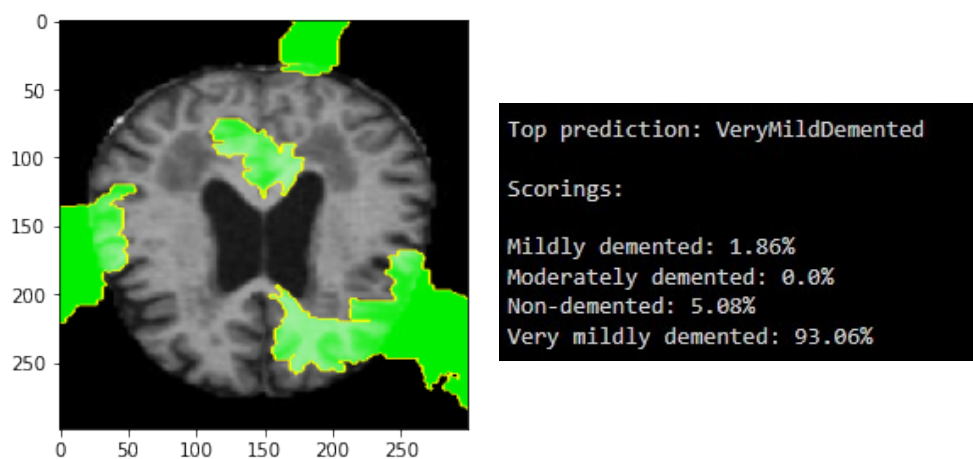 0
50
100
150
200
250
0 50 100 150 200 250
Top prediction: VeryMildDemented
Scorings:
Mildly demented: 1.86%
Moderately demented: 0.0%
Non-demented: 5.08%
Very mildly demented: 93.06%